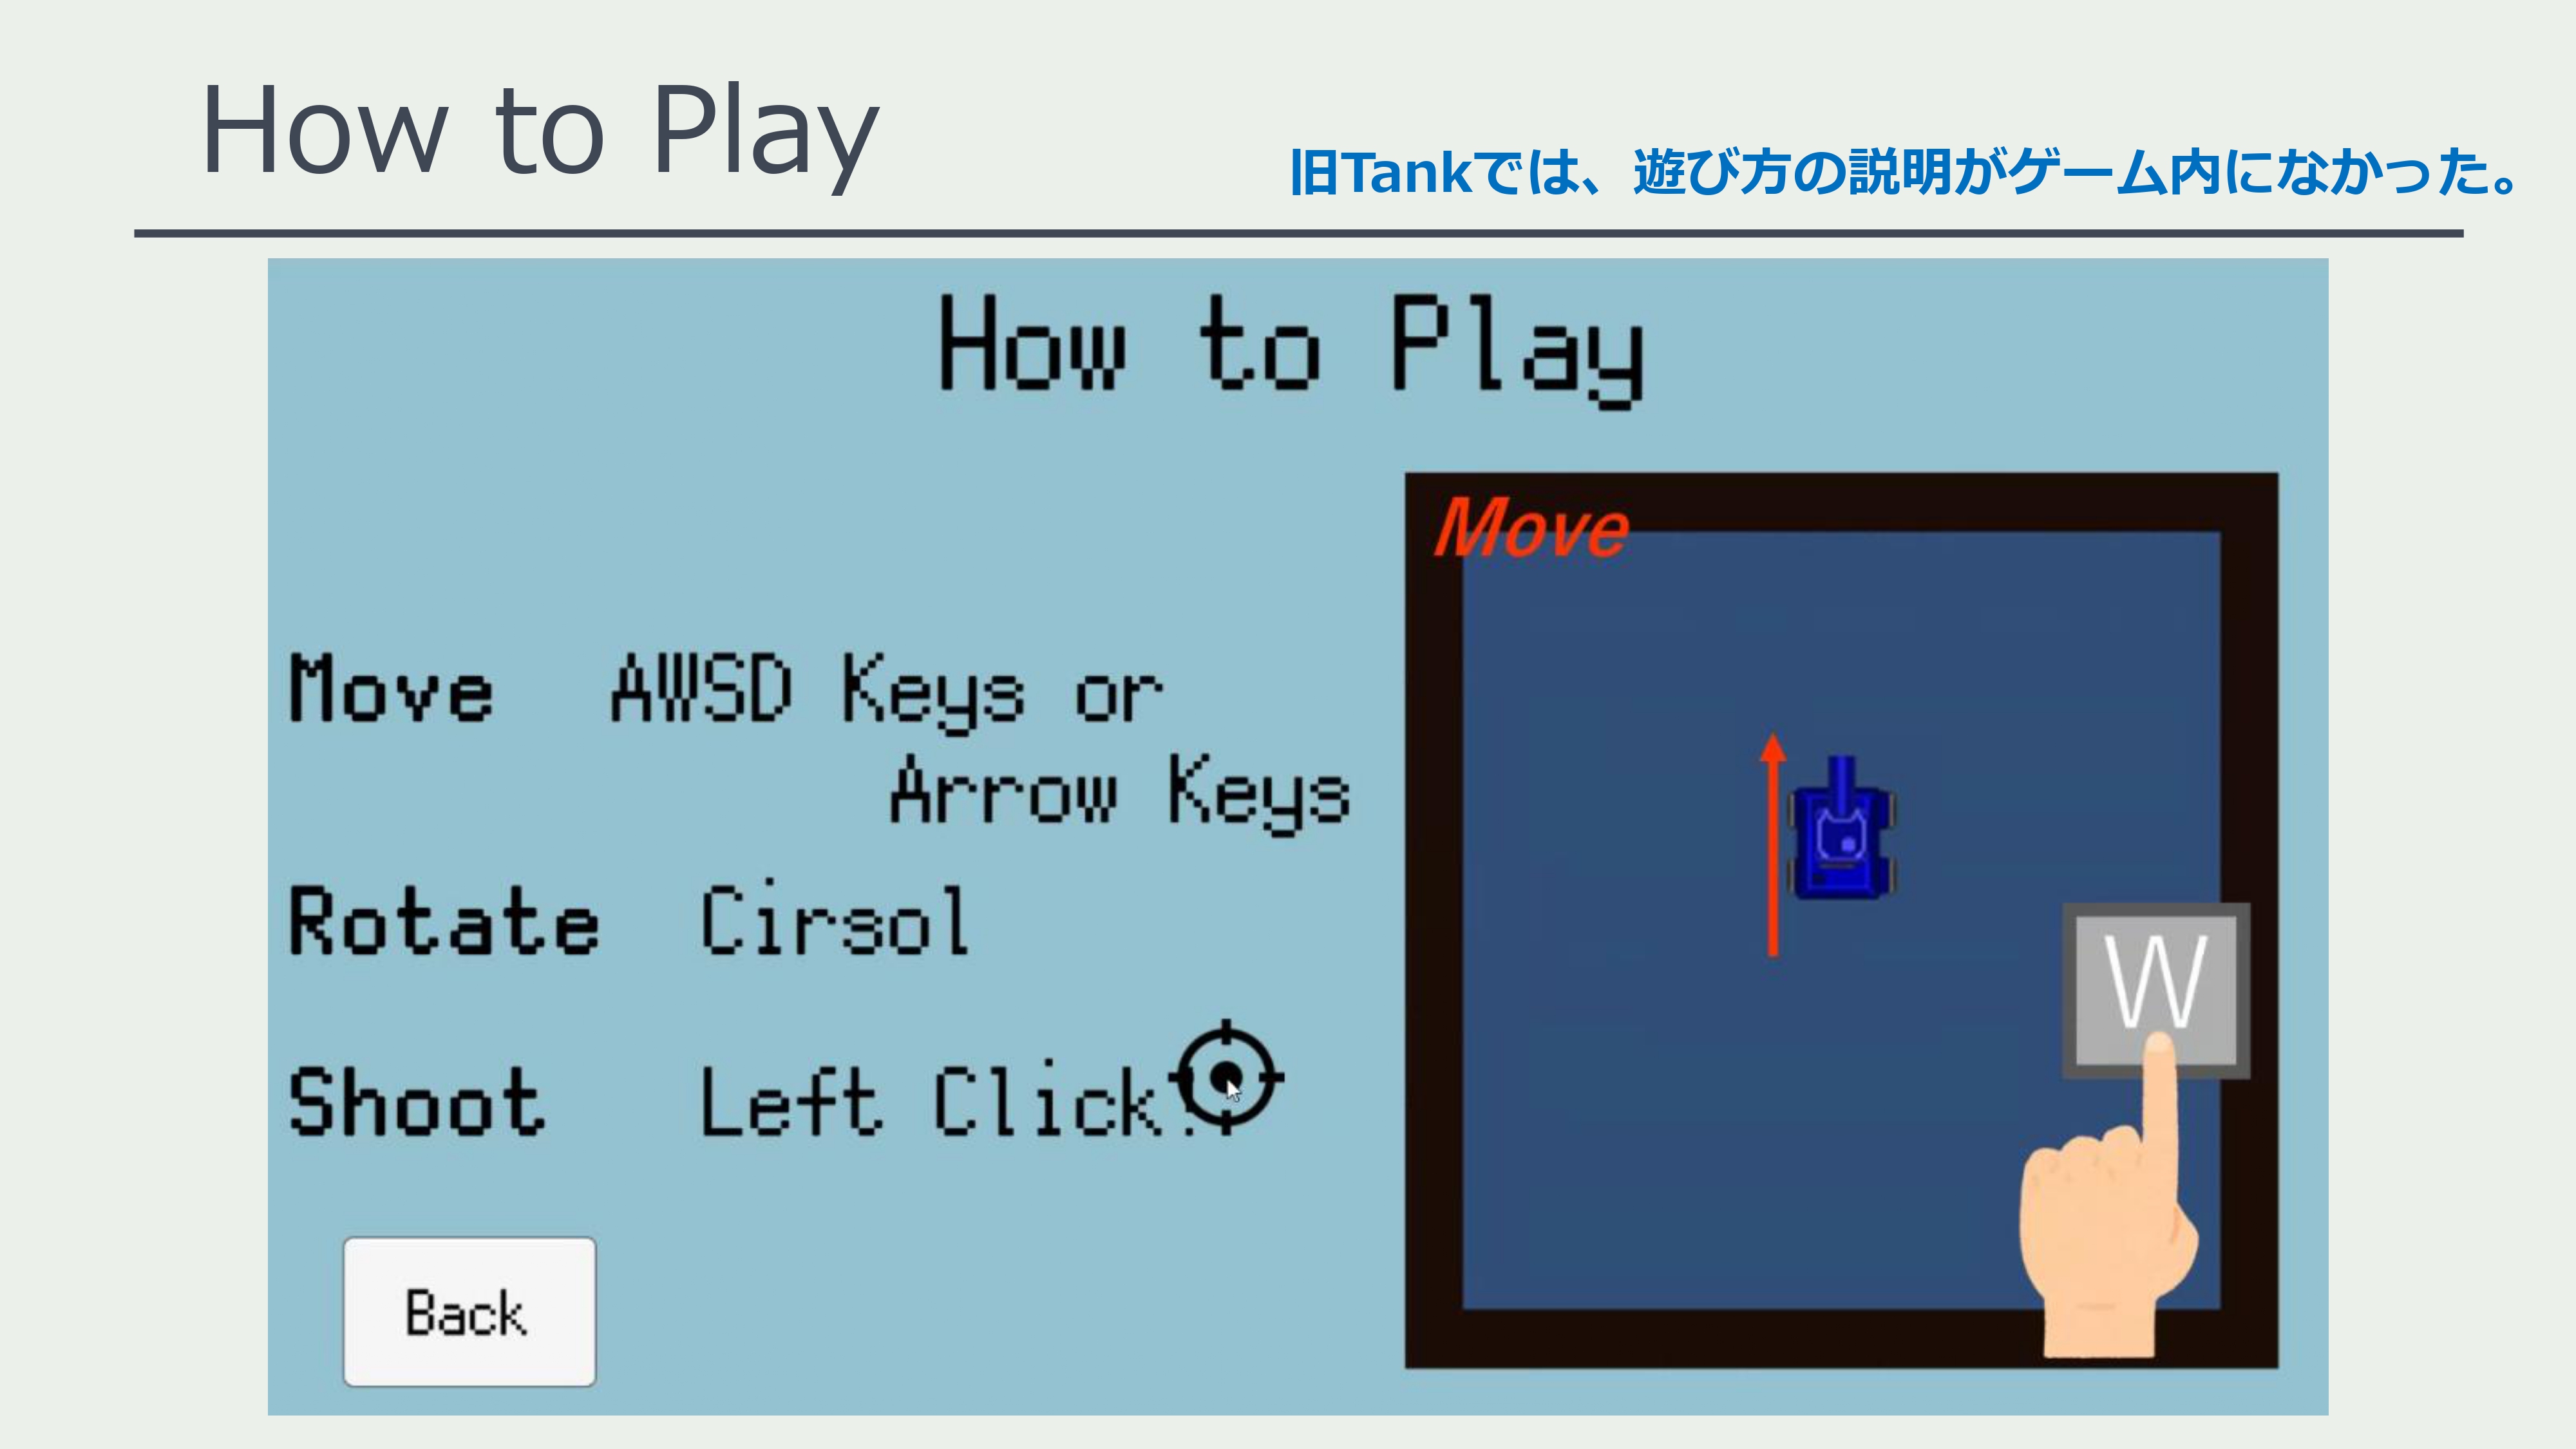 How to Play
旧Tankでは、遊び方の説明がゲーム内になかった。
How to Play
Move
Move AWSD Keys or
Arrow Keys
Rotate Cirsol
W
Shoot Left Click
Back